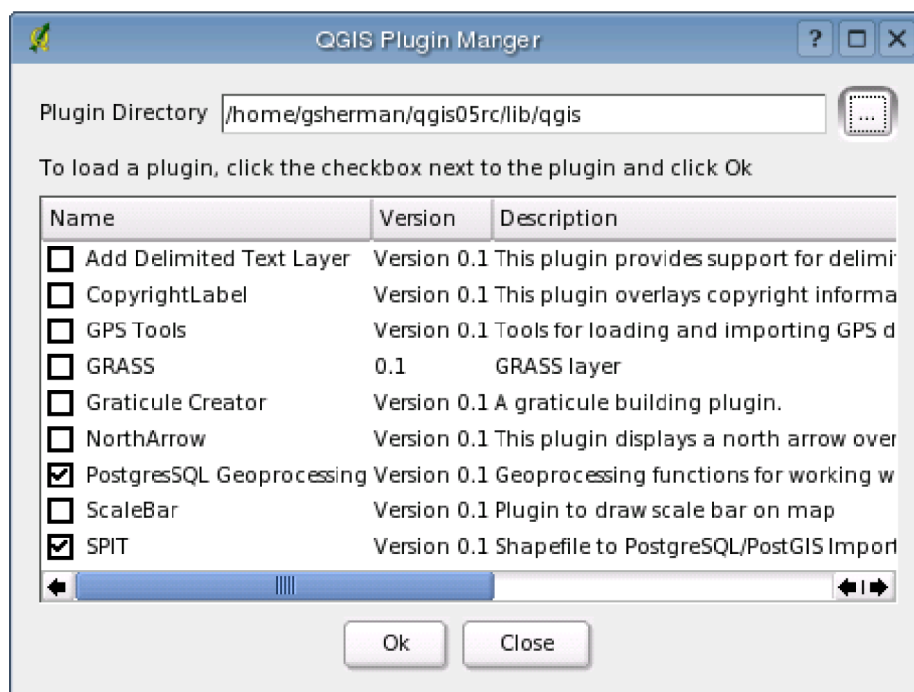 QGIS Plugin Manger
?
Plugin Directory /home/gsherman/qgis05rc/lib/qgis ...
To load a plugin, click the checkbox next to the plugin and click Ok
Name Version Description
Add Delimited Text Layer Version 0.1 This plugin provides support for delimi
CopyrightLabel Version 0.1 This plugin overlays copyright informa
GPS Tools Version 0.1 Tools for loading and importing GPS d
GRASS 0.1 GRASS layer
Graticule Creator Version 0.1 A graticule building plugin.
NorthArrow Version 0.1 This plugin displays a north arrow over
PostgresSQL Geoprocessing Version 0.1 Geoprocessing functions for working w
ScaleBar Version 0.1 Plugin to draw scale bar on map
SPIT Version 0.1 Shapefile to PostgreSQL/PostGIS Import
Ok Close